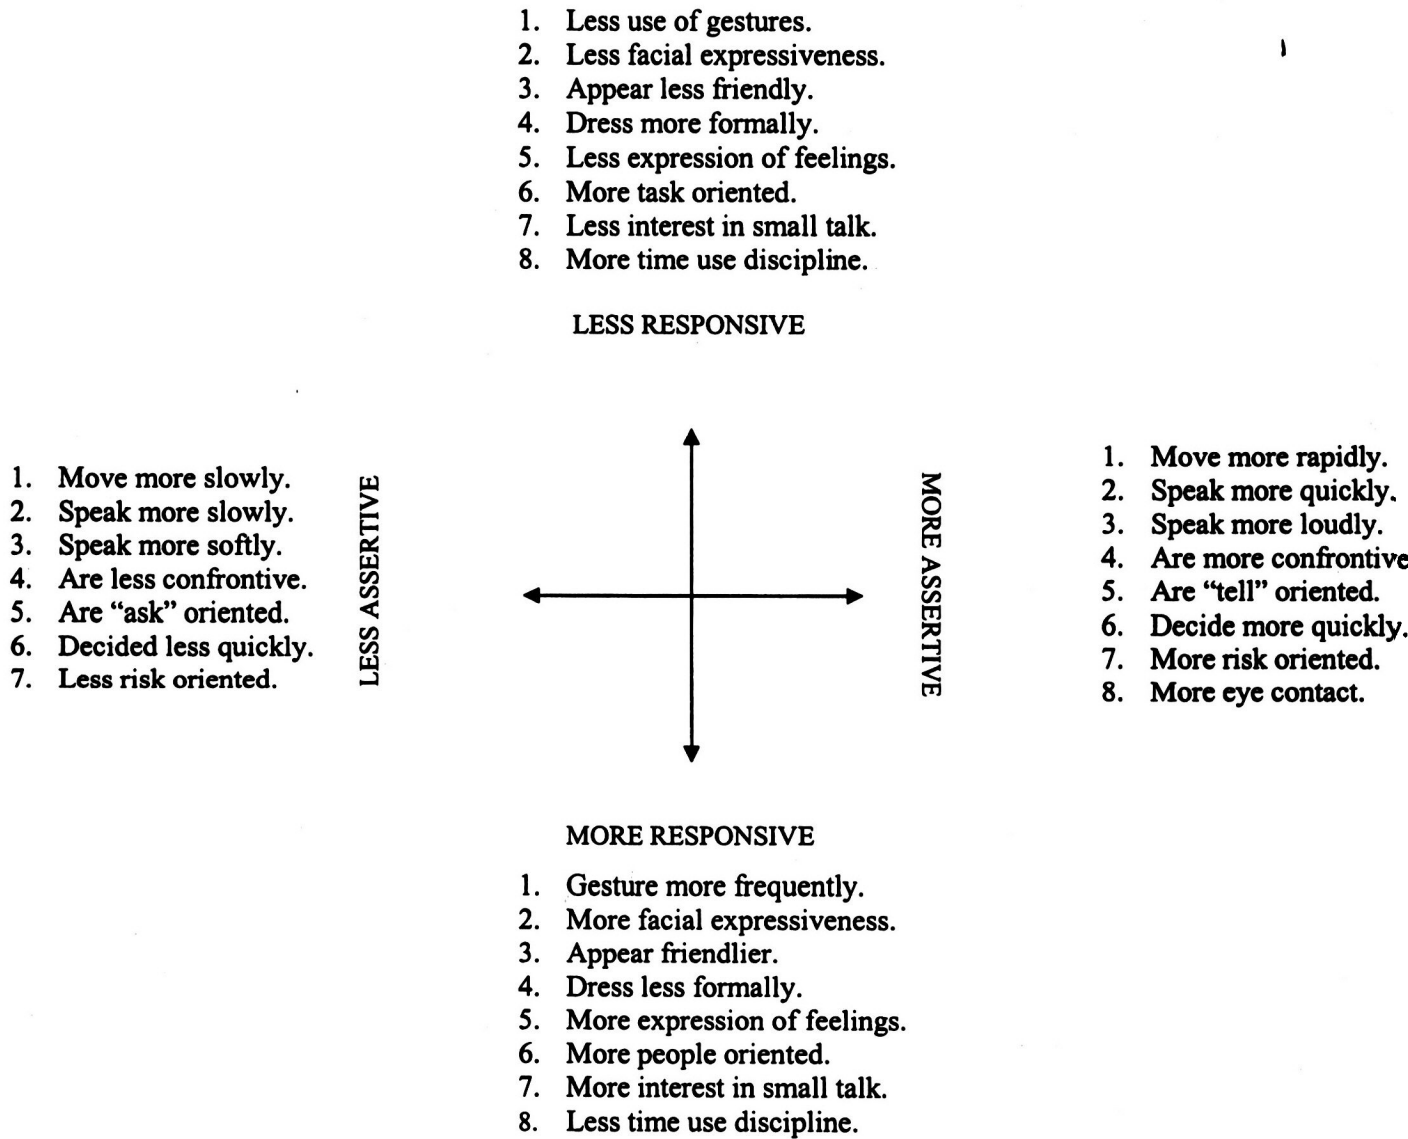 1. Less use of gestures.
2. Less facial expressiveness.
3. Appear less friendly.
4. Dress more formally.
5. Less expression of feelings.
6. More task oriented.
7. Less interest in small talk.
8. More time use discipline.
LESS RESPONSIVE
1. Move more slowly.
2. Speak more slowly.
3. Speak more softly.
4. Are less confrontive.
5. Are “ask” oriented.
6. Decided less quickly.
7. Less risk oriented.
LESS ASSERTIVE
MORE ASSERTIVE
1. Move more rapidly.
2. Speak more quickly.
3. Speak more loudly.
4. Are more confrontive
5. Are “tell” oriented.
6. Decide more quickly.
7. More risk oriented.
8. More eye contact.
MORE RESPONSIVE
1. Gesture more frequently.
2. More facial expressiveness.
3. Appear friendlier.
4. Dress less formally.
5. More expression of feelings.
6. More people oriented.
7. More interest in small talk.
8. Less time use discipline.